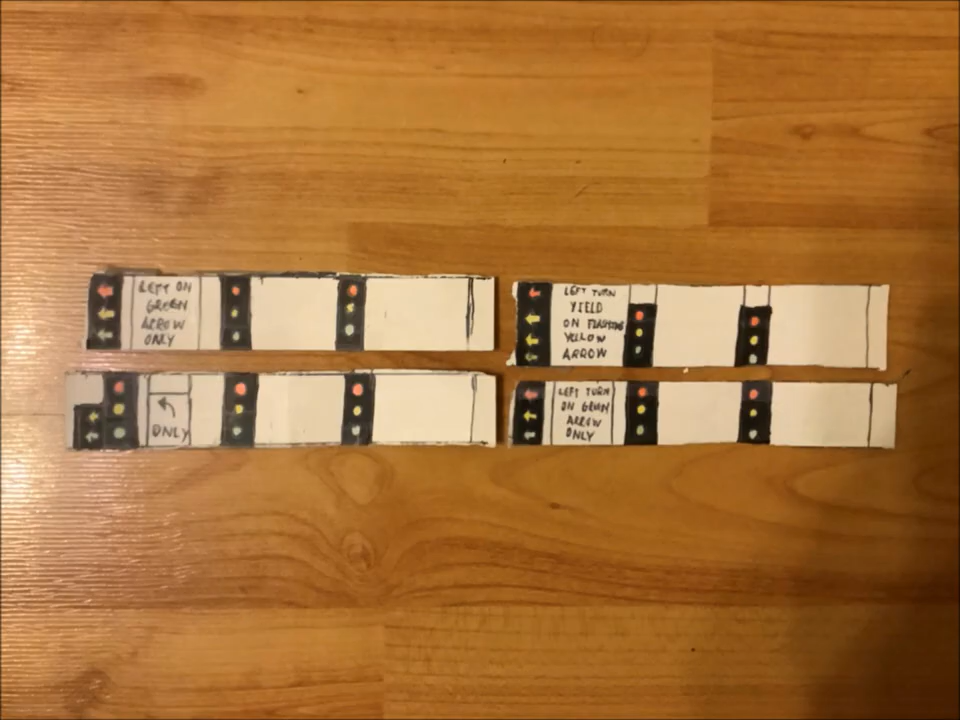 LEFT ON
GREEN
ARROW
ONLY
LEFT TURN
YIELD
ON FLASHING
YELLOW
ARROW
ONLY
LEFT TURN
ON GREEN
ARROW
ONLY